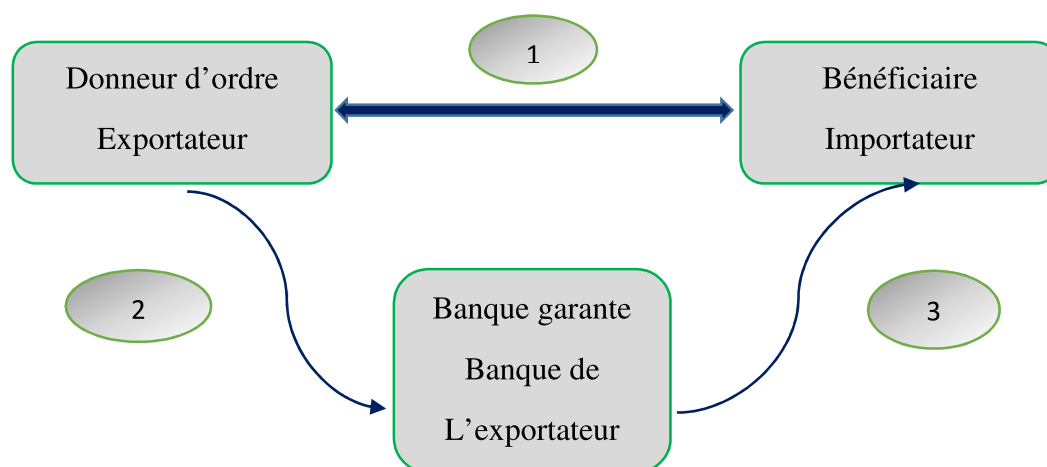 1
Donneur d’ordre
Exportateur
Bénéficiaire
Importateur
2
3
Banque garante
Banque de
L’exportateur